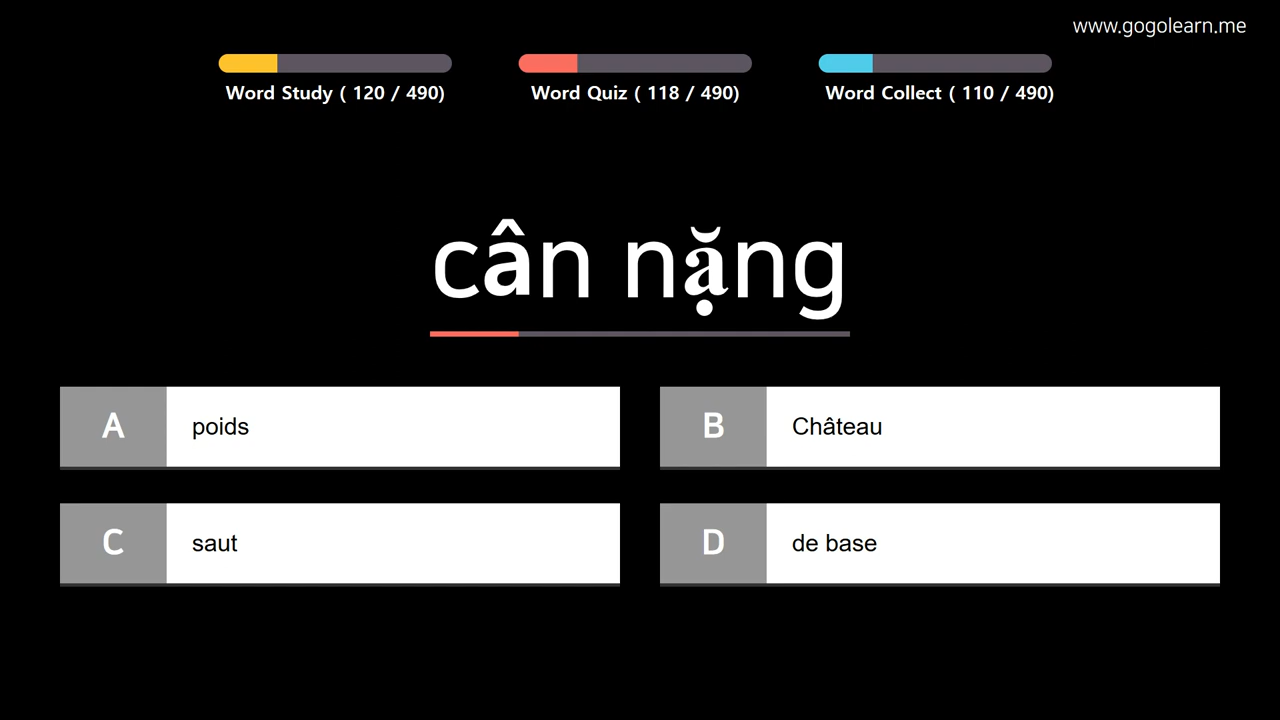 www.gogolearn.me
Word Study ( 120 / 490)
Word Quiz ( 118 / 490)
Word Collect ( 110 / 490)
cân nặng
A poids
B Château
C saut
D de base